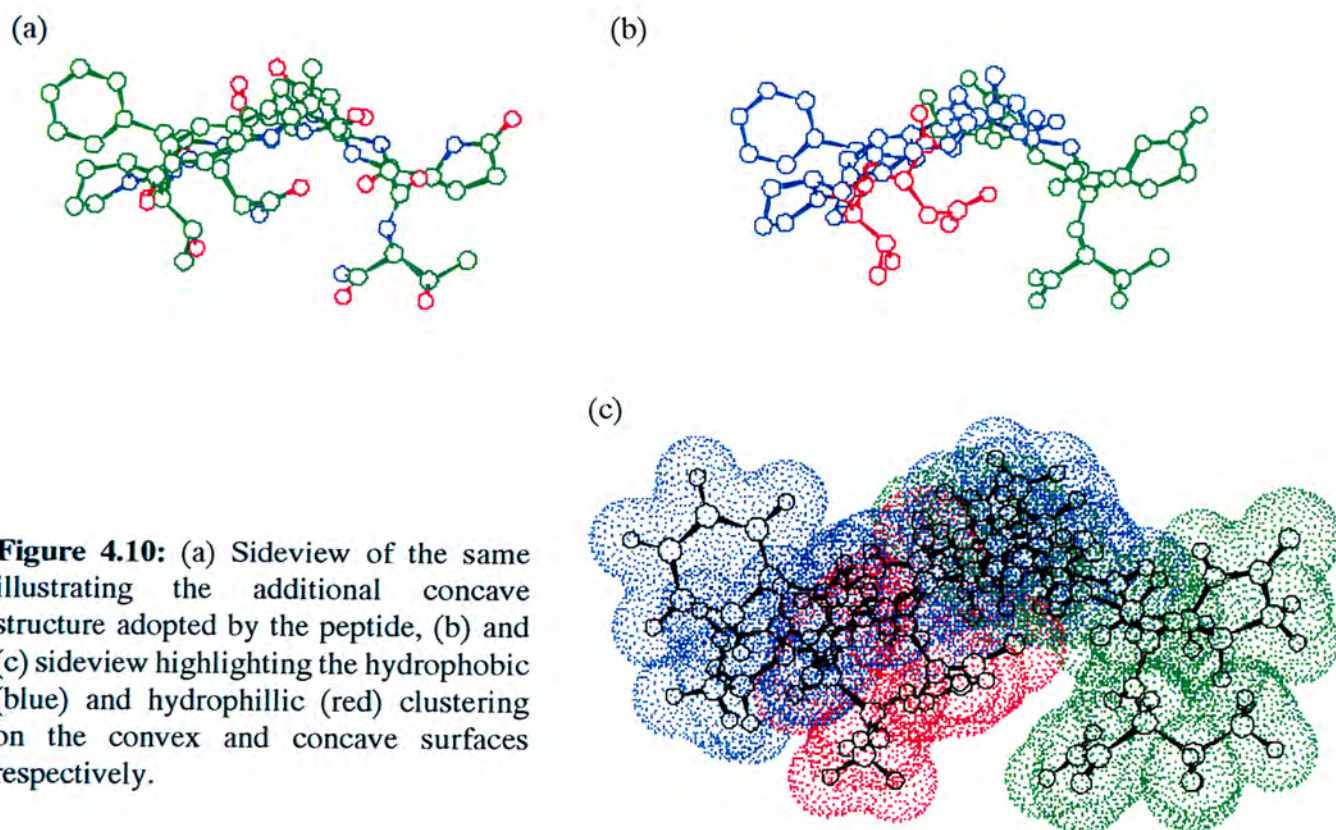 (a)
(b)
(c)
Figure 4.10: (a) Sideview of the same
illustrating the additional concave
structure adopted by the peptide, (b) and
(c) sideview highlighting the hydrophobic
(blue) and hydrophillic (red) clustering
on the convex and concave surfaces
respectively.